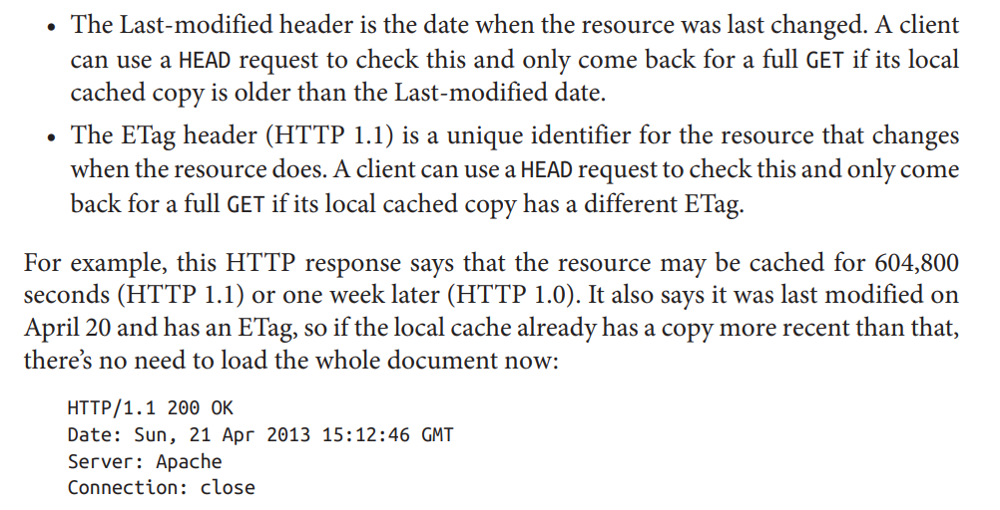 • The Last-modified header is the date when the resource was last changed. A client
can use a HEAD request to check this and only come back for a full GET if its local
cached copy is older than the Last-modified date.
• The ETag header (HTTP 1.1) is a unique identifier for the resource that changes
when the resource does. A client can use a HEAD request to check this and only come
back for a full GET if its local cached copy has a different ETag.
For example, this HTTP response says that the resource may be cached for 604,800
seconds (HTTP 1.1) or one week later (HTTP 1.0). It also says it was last modified on
April 20 and has an ETag, so if the local cache already has a copy more recent than that,
there’s no need to load the whole document now:
HTTP/1.1 200 OK
Date: Sun, 21 Apr 2013 15:12:46 GMT
Server: Apache
Connection: close